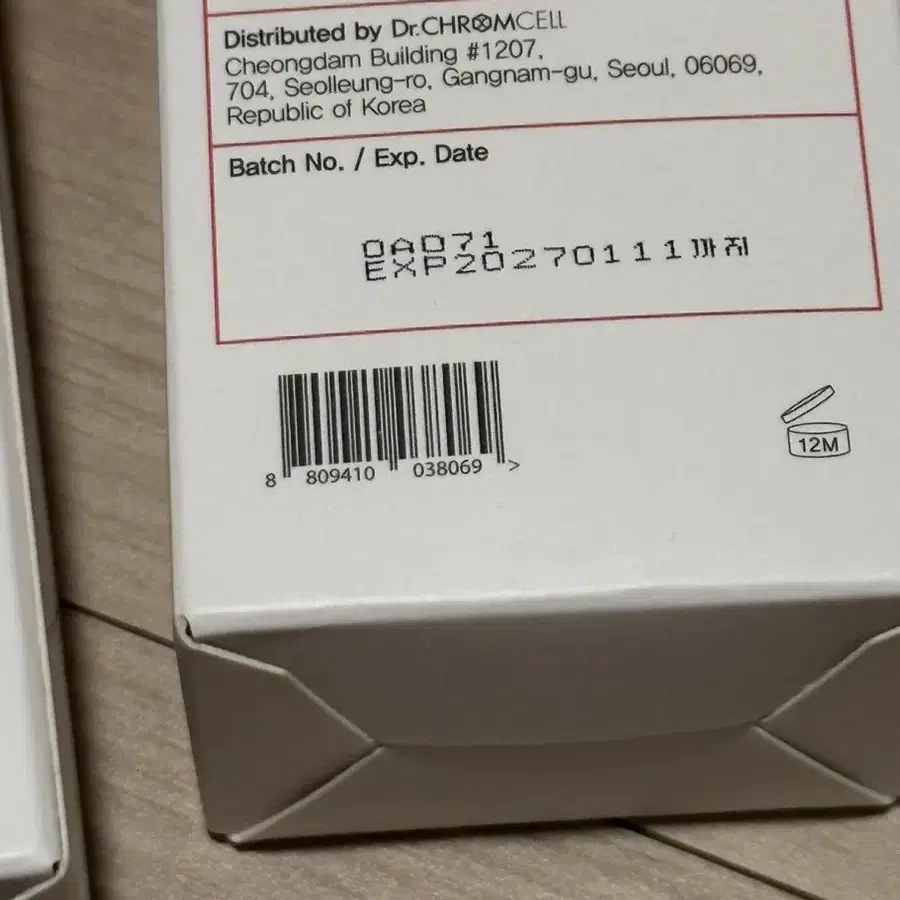 Distributed by Dr.CHROMCELL
Cheongdam Building #1207,
704, Seolleung-ro, Gangnam-gu, Seoul, 06069,
Republic of Korea
Batch No. / Exp. Date
0A071
EXP20270111까지
8 809410 038069 >
12M